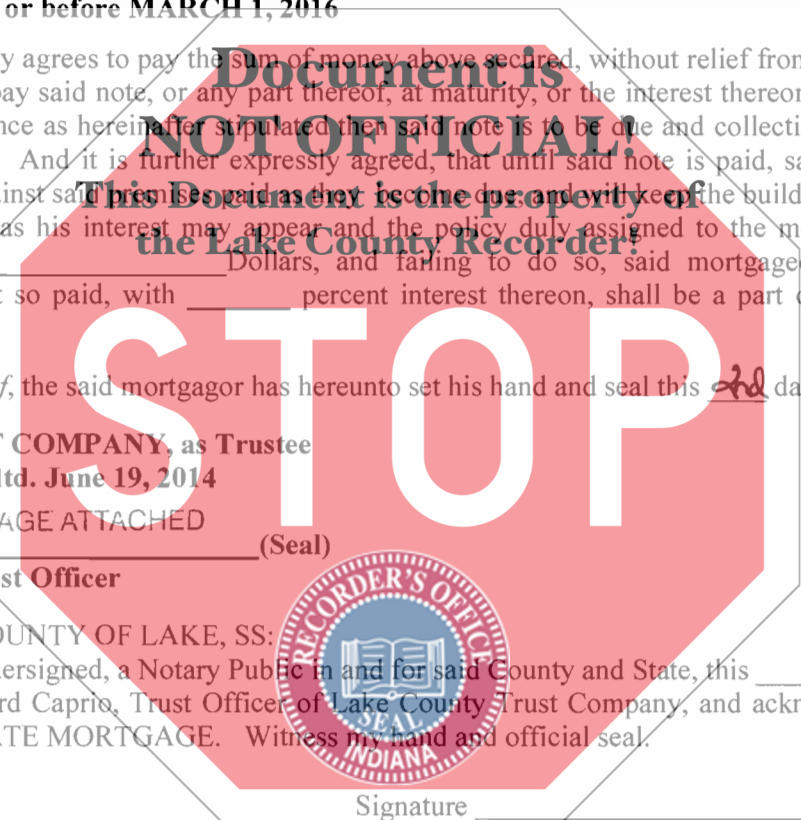 or before MARCH 1, 2016
y agrees to pay the sum of money above secured, without relief from
Document is
pay said note, or any part thereof, at maturity, or the interest thereon
nce as hereinafter stipulated then said note is to be due and collecti
NOT OFFICIAL!
And it is further expressly agreed, that until said note is paid, sa
inst said premises paid as they become due, and will keep the build
This Document is the property of
as his interest may appear and the policy duly assigned to the m
the Lake County Recorder!
Dollars, and failing to do so, said mortgage
t so paid, with ______ percent interest thereon, shall be a part
STOP
f, the said mortgagor has hereunto set his hand and seal this 2nd da
T COMPANY, as Trustee
ltd. June 19, 2014
AGE ATTACHED
(Seal)
st Officer
RECORDER'S OFFICE
OUNTY OF LAKE, SS:
ersigned, a Notary Public in and for said County and State, this
rd Caprio, Trust Officer of Lake County Trust Company, and ackn
SEAL
TE MORTGAGE. Witness my hand and official seal.
INDIANA
Signature